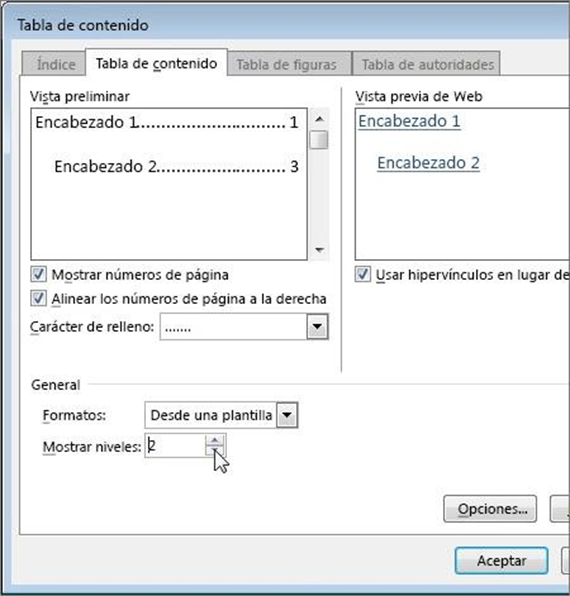 Tabla de contenido
Índice
Tabla de contenido
Tabla de figuras
Tabla de autoridades
Vista preliminar
Encabezado 1................................ 1
Encabezado 2............................ 3
Mostrar números de página
Alinear los números de página a la derecha
Carácter de relleno: .......
Vista previa de Web
Encabezado 1
Encabezado 2
Usar hipervínculos en lugar de
General
Formatos: Desde una plantilla
Mostrar niveles: 2
Opciones...
Aceptar